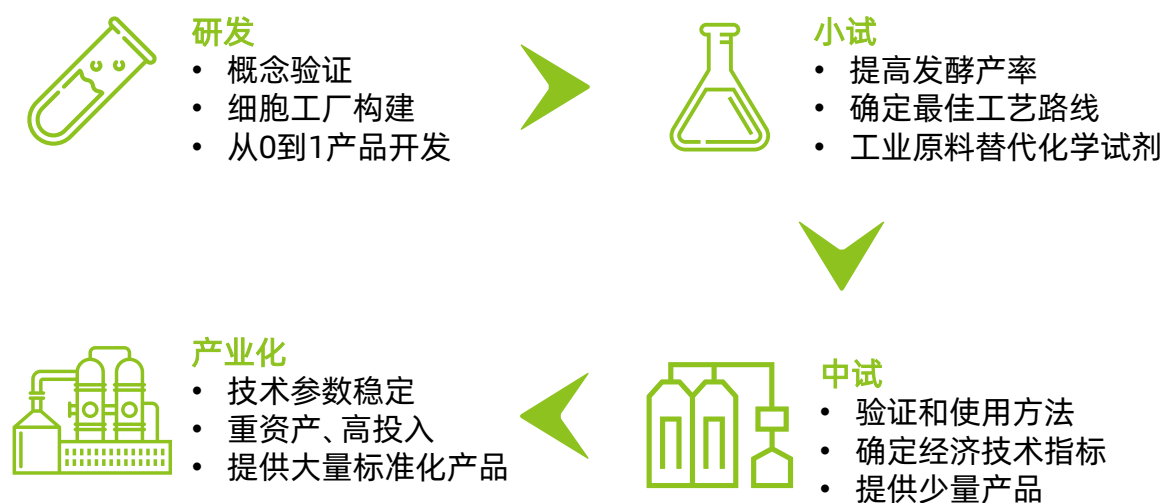 研发
• 概念验证
• 细胞工厂构建
• 从0到1产品开发
小试
• 提高发酵产率
• 确定最佳工艺路线
• 工业原料替代化学试剂
中试
• 验证和使用方法
• 确定经济技术指标
• 提供少量产品
产业化
• 技术参数稳定
• 重资产、高投入
• 提供大量标准化产品